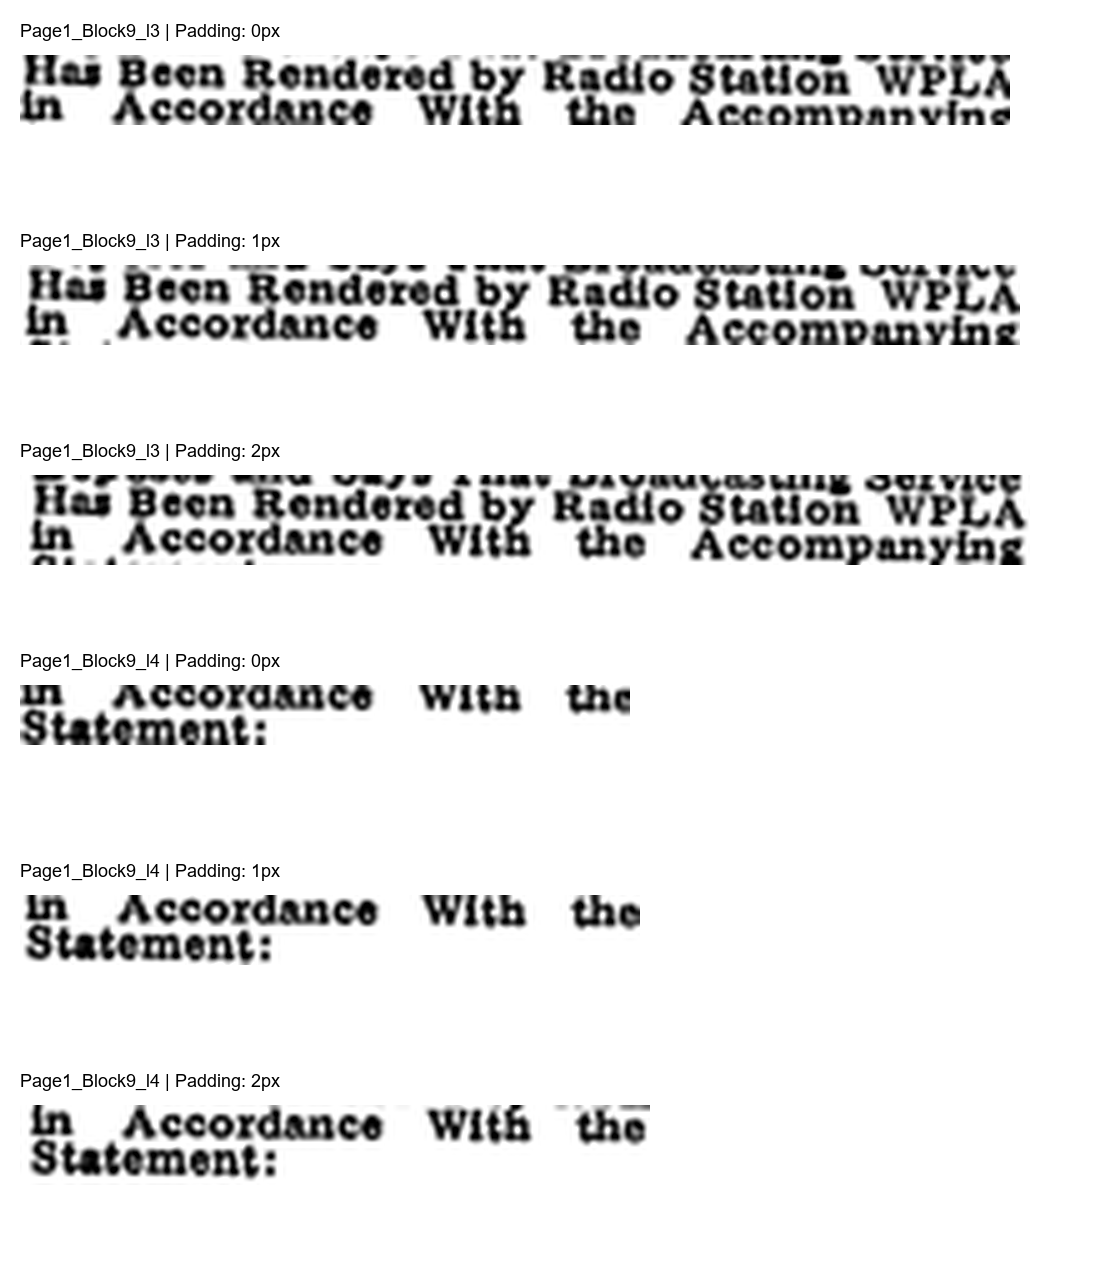 Page1_Block9_l3 | Padding: 0px
Has Been Rendered by Radio Station WPLA
in Accordance With the Accompanying
Page1_Block9_l3 | Padding: 1px
That Broadcasting Service
Has Been Rendered by Radio Station WPLA
in Accordance With the Accompanying
Page1_Block9_l3 | Padding: 2px
Deposes and Says That Broadcasting Service
Has Been Rendered by Radio Station WPLA
in Accordance With the Accompanying
Page1_Block9_l4 | Padding: 0px
in Accordance With the
Statement:
Page1_Block9_l4 | Padding: 1px
in Accordance With the
Statement:
Page1_Block9_l4 | Padding: 2px
in Accordance With the
Statement: